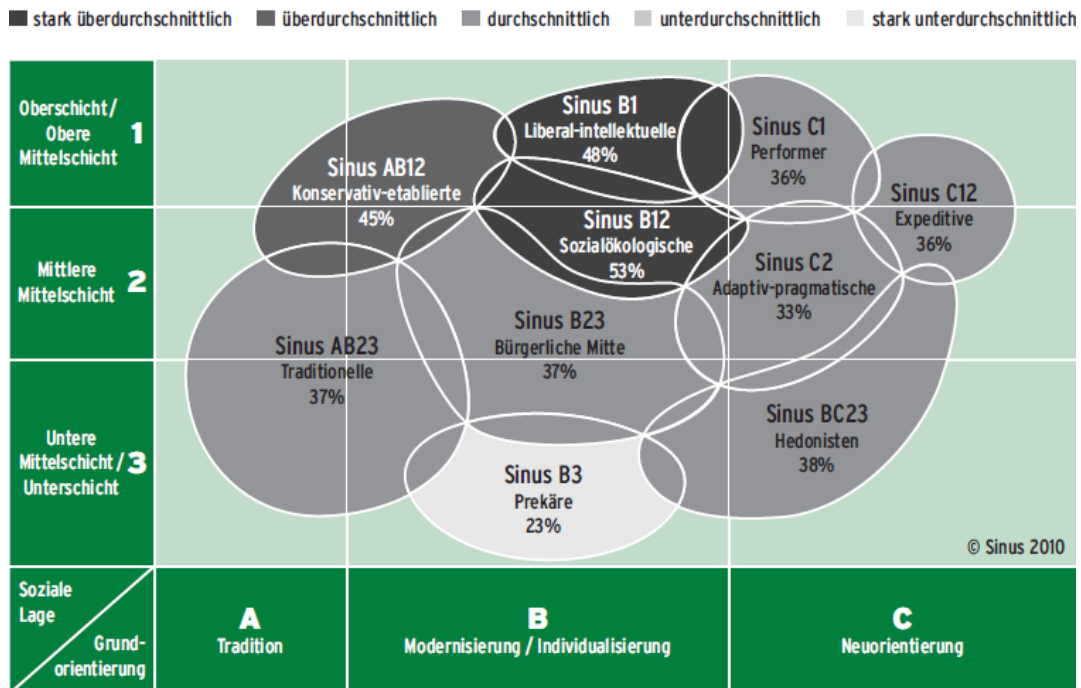 stark überdurchschnittlich überdurchschnittlich durchschnittlich unterdurchschnittlich stark unterdurchschnittlich
Oberschicht /
Obere 1
Mittelschicht
Mittlere 2
Mittelschicht
Untere
Mittelschicht / 3
Unterschicht
Sinus B1
Liberal-intellektuelle
48%
Sinus C1
Performer
36%
Sinus AB12
Konservativ-etablierte
45%
Sinus C12
Expeditive
36%
Sinus B12
Sozialökologische
53%
Sinus C2
Adaptiv-pragmatische
33%
Sinus AB23
Traditionelle
37%
Sinus B23
Bürgerliche Mitte
37%
Sinus BC23
Hedonisten
38%
Sinus B3
Prekäre
23%
© Sinus 2010
Soziale
Lage
Grund-
orientierung
A
Tradition
B
Modernisierung / Individualisierung
C
Neuorientierung